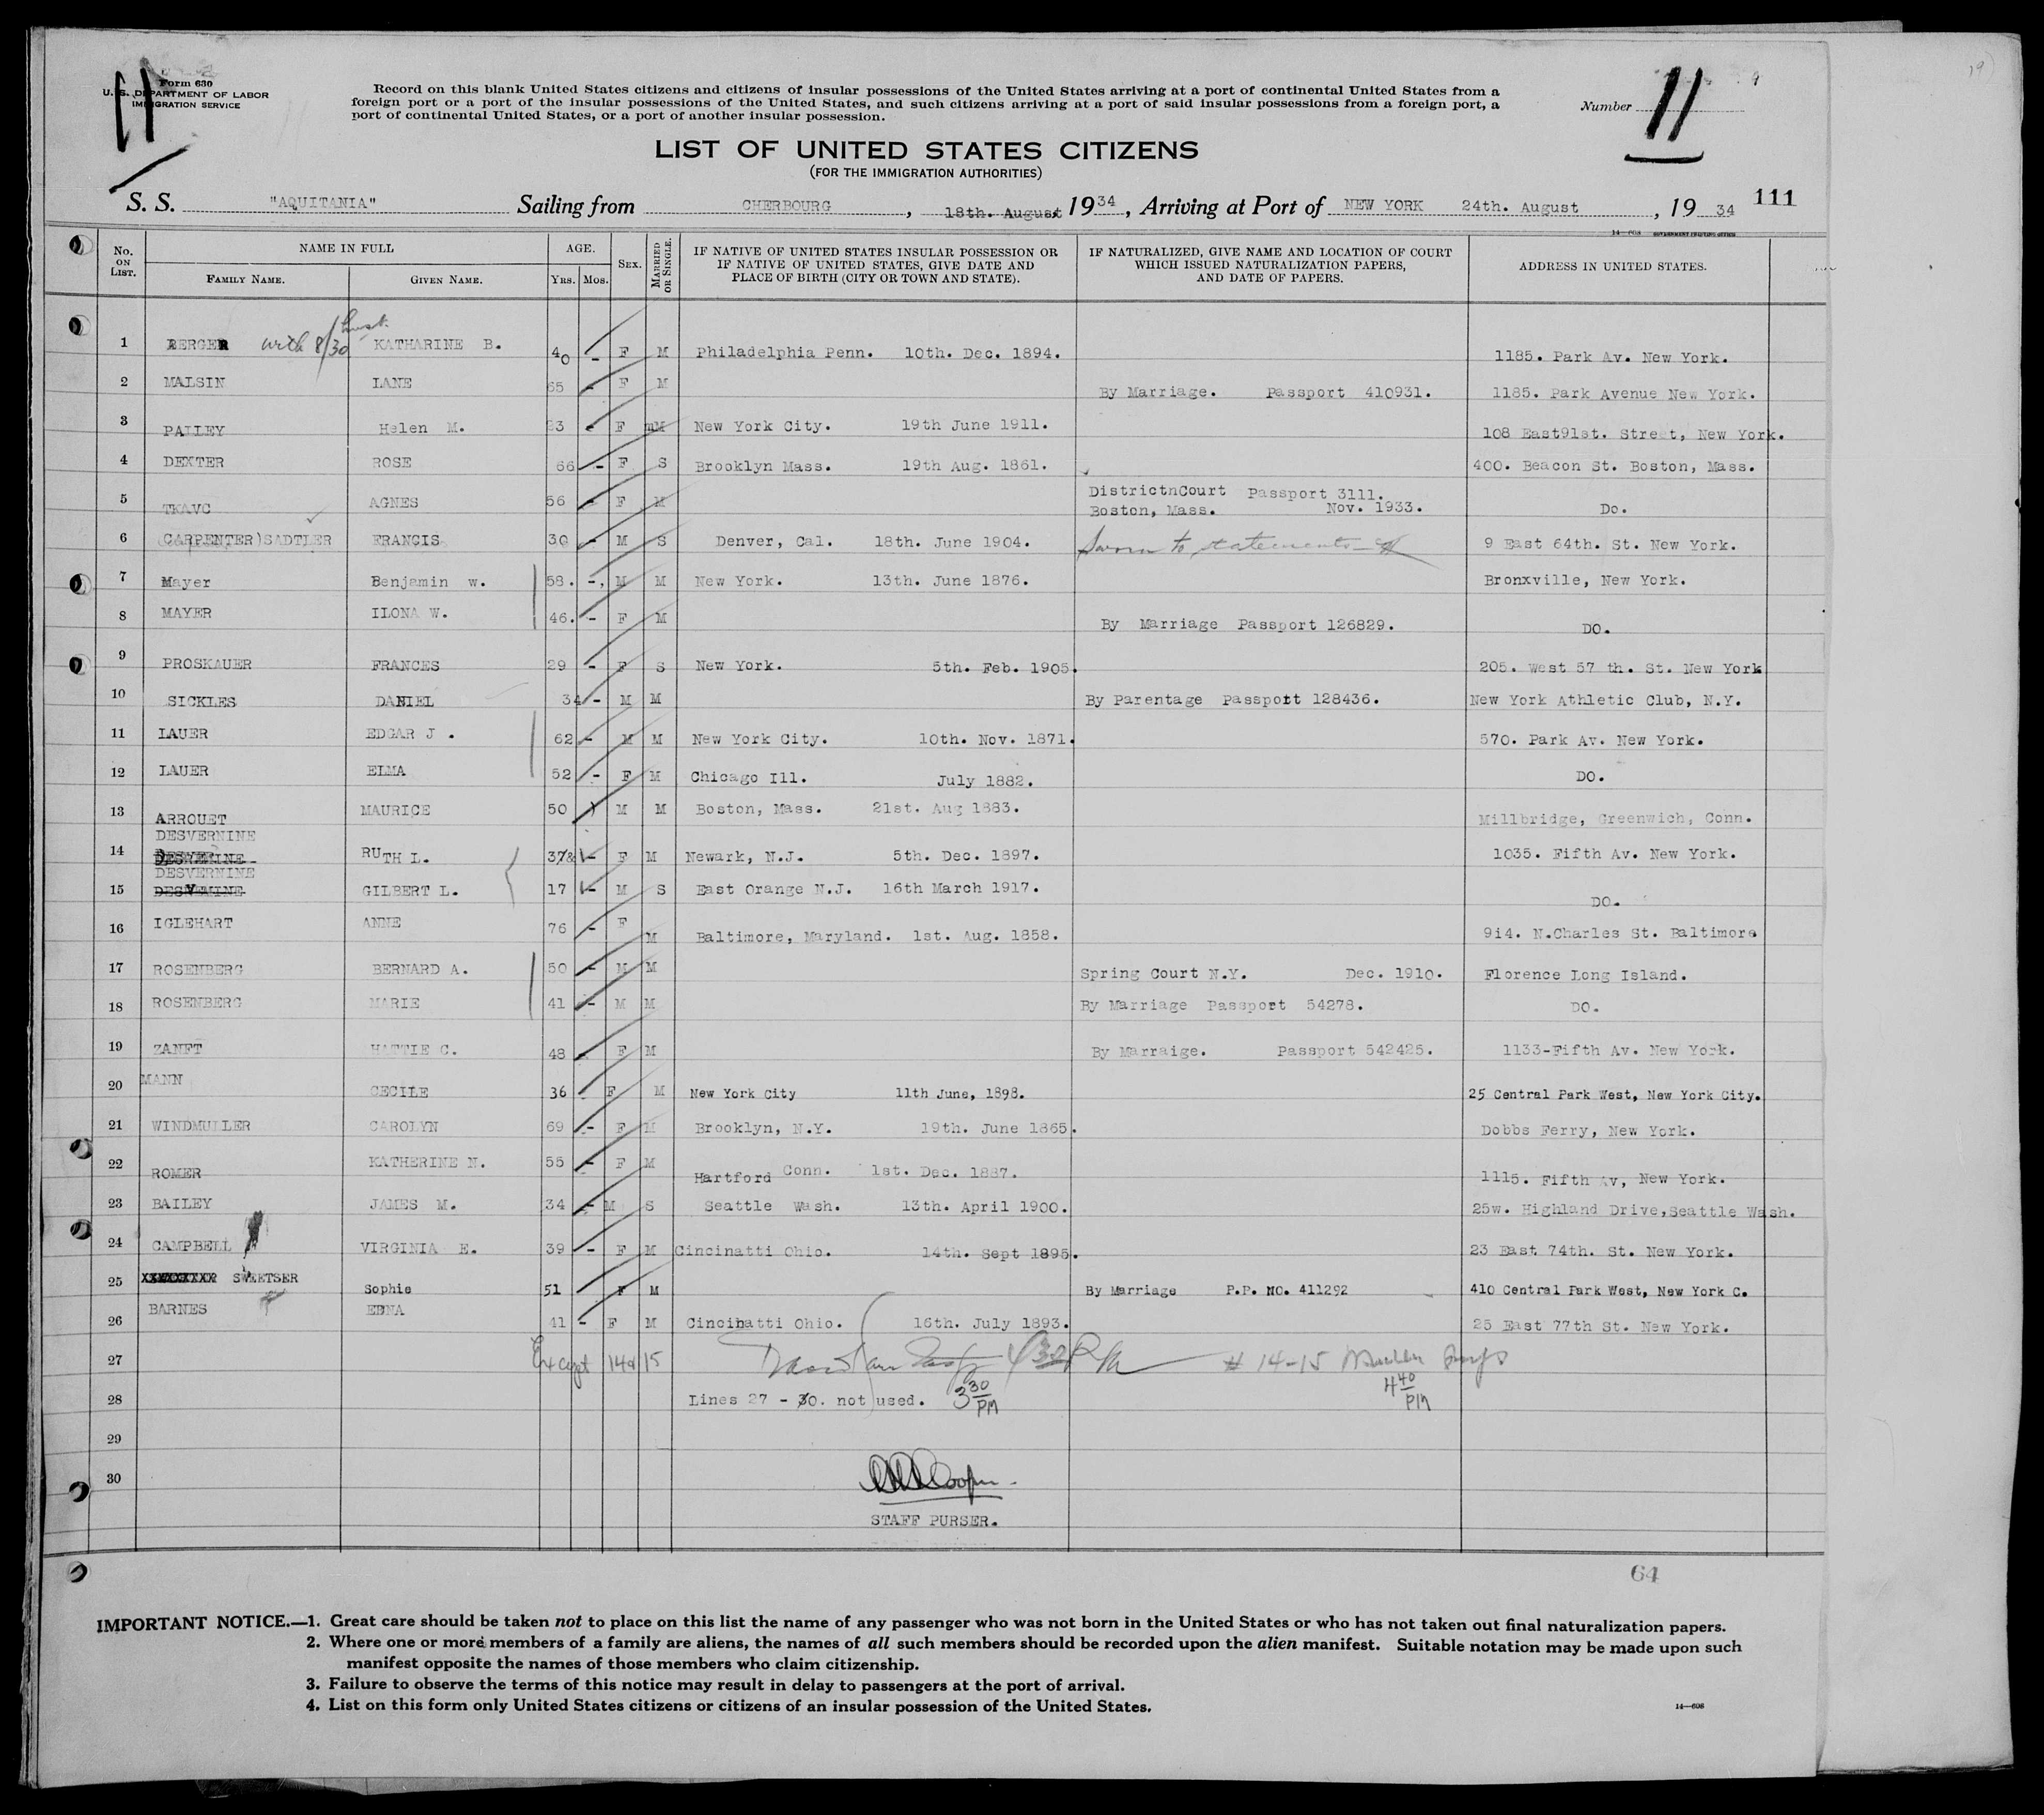 Form 630
U. S. DEPARTMENT OF LABOR
IMMIGRATION SERVICE
11
Record on this blank United States citizens and citizens of insular possessions of the United States arriving at a port of continental United States from a
foreign port or a port of the insular possessions of the United States, and such citizens arriving at a port of said insular possessions from a foreign port, a
port of continental United States, or a port of another insular possession.
Number 11
LIST OF UNITED STATES CITIZENS
(FOR THE IMMIGRATION AUTHORITIES)
S. S. "AQUITANIA" Sailing from CHERBOURG, 18th. August 1934, Arriving at Port of NEW YORK 24th. August, 1934 111
No. ON LIST. NAME IN FULL AGE. SEX. MARRIED OR SINGLE. IF NATIVE OF UNITED STATES INSULAR POSSESSION OR IF NATIVE OF UNITED STATES, GIVE DATE AND PLACE OF BIRTH (CITY OR TOWN AND STATE). IF NATURALIZED, GIVE NAME AND LOCATION OF COURT WHICH ISSUED NATURALIZATION PAPERS, AND DATE OF PAPERS. ADDRESS IN UNITED STATES.
FAMILY NAME. GIVEN NAME. YRS. MOS.
1 BERGER with 8/30 KATHARINE B. 40 - F M Philadelphia Penn. 10th. Dec. 1894. 1185. Park Av. New York.
2 MALSIN LANE 65 - F M By Marriage. Passport 410931. 1185. Park Avenue New York.
3 PAILEY Helen M. 23 - F M New York City. 19th June 1911. 108 East91st. Street, New York.
4 DEXTER ROSE 66 - F S Brooklyn Mass. 19th Aug. 1861. 400. Beacon St. Boston, Mass.
5 TKAVC AGNES 56 - F M DistrictnCourt Passport 3111. Boston, Mass. Nov. 1933. Do.
6 (CARPENTER)SADTLER FRANCIS 30 - M S Denver, Cal. 18th. June 1904. Sworn to statements 9 East 64th. St. New York.
7 Mayer Benjamin w. 58. -, M M New York. 13th. June 1876. Bronxville, New York.
8 MAYER ILONA W. 46. - F M By Marriage Passport 126829. DO.
9 PROSKAUER FRANCES 29 - F S New York. 5th. Feb. 1905. 205. West 57 th. St. New York
10 SICKLES DANIEL 34 - M M By Parentage Passport 128436. New York Athletic Club, N.Y.
11 LAUER EDGAR J . 62 - M M New York City. 10th. Nov. 1871. 570. Park Av. New York.
12 LAUER ELMA 52 - F M Chicago Ill. July 1882. DO.
13 ARROUET MAURICE 50 M M Boston, Mass. 21st. Aug 1883. Millbridge, Greenwich, Conn.
DESVERNINE
14 RUTH L. 37 - F M Newark, N.J. 5th. Dec. 1897. 1035. Fifth Av. New York.
DESVERNINE
15 DESVEMINE GILBERT L. 17 - M S East Orange N.J. 16th March 1917. DO.
16 IGLEHART ANNE 76 - F M Baltimore, Maryland. 1st. Aug. 1858. 9i4. N.Charles St. Baltimore
17 ROSENBERG BERNARD A. 50 - M M Spring Court N.Y. Dec. 1910. Florence Long Island.
18 ROSENBERG MARIE 41 - M M By Marriage Passport 54278. DO.
19 ZANFT HATTIE C. 48 - F M By Marraige. Passport 542425. 1133-Fifth Av. New York.
20 MANN CECILE 36 - F M New York City 11th June, 1898. 25 Central Park West, New York City.
21 WINDMULLER CAROLYN 69 - F M Brooklyn, N.Y. 19th. June 1865. Dobbs Ferry, New York.
22 ROMER KATHERINE N. 55 - F M Hartford Conn. 1st. Dec. 1887. 1115. Fifth Av, New York.
23 BAILEY JAMES M. 34 - M S Seattle Wash. 13th. April 1900. 25w. Highland Drive,Seattle Wash.
24 CAMPBELL VIRGINIA E. 39 - F M Cincinatti Ohio. 14th. Sept 1895. 23 East 74th. St. New York.
25 XXXXXXXXX SWEETSER Sophie 51 F M By Marriage P.P. NO. 411292 410 Central Park West, New York C.
26 BARNES EDNA 41 - F M Cincinatti Ohio. 16th. July 1893. 25 East 77th St. New York.
27 Except 14 & 15 430 PM # 14-15
440 PM
28 Lines 27 - 30. not used. 330 PM
29
30 Cooper
STAFF PURSER.
64
IMPORTANT NOTICE.—1. Great care should be taken not to place on this list the name of any passenger who was not born in the United States or who has not taken out final naturalization papers.
2. Where one or more members of a family are aliens, the names of all such members should be recorded upon the alien manifest. Suitable notation may be made upon such
manifest opposite the names of those members who claim citizenship.
3. Failure to observe the terms of this notice may result in delay to passengers at the port of arrival.
4. List on this form only United States citizens or citizens of an insular possession of the United States.
14—608